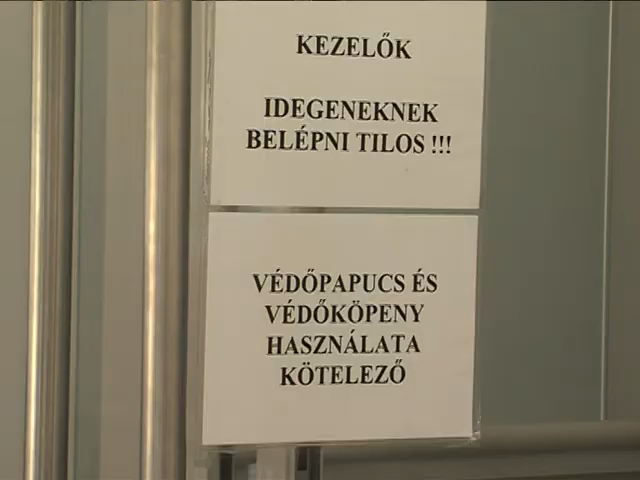 KEZELŐK
IDEGENEKNEK
BELÉPNI TILOS !!!
VÉDŐPAPUCS ÉS
VÉDŐKÖPENY
HASZNÁLATA
KÖTELEZŐ